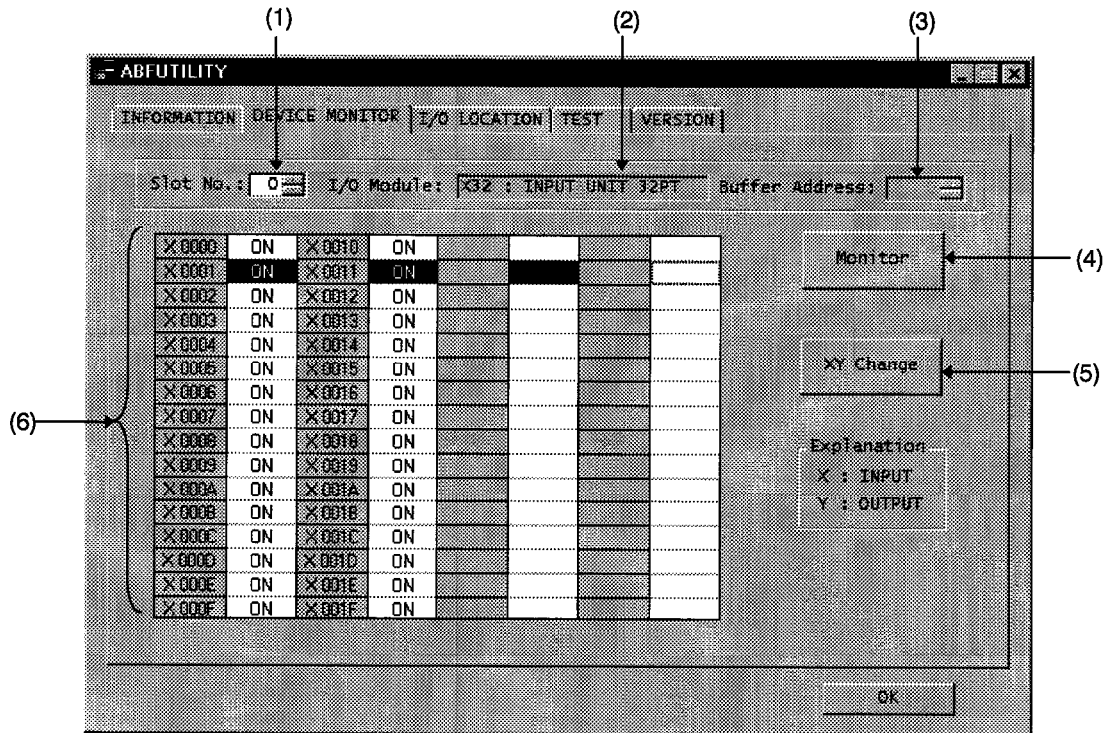 (1) (2) (3)
ABFUTILITY
INFORMATION DEVICE MONITOR I/O LOCATION TEST VERSION
Slot No.: 0 I/O Module: X32 : INPUT UNIT 32PT Buffer Address:
X0000 ON X0010 ON
X0001 ON X0011 ON
X0002 ON X0012 ON
X0003 ON X0013 ON
X0004 ON X0014 ON
X0005 ON X0015 ON
X0006 ON X0016 ON
X0007 ON X0017 ON
X0008 ON X0018 ON
X0009 ON X0019 ON
X000A ON X001A ON
X000B ON X001B ON
X000C ON X001C ON
X000D ON X001D ON
X000E ON X001E ON
X000F ON X001F ON
(6)
Monitor
(4)
XY Change
(5)
Explanation
X : INPUT
Y : OUTPUT
OK